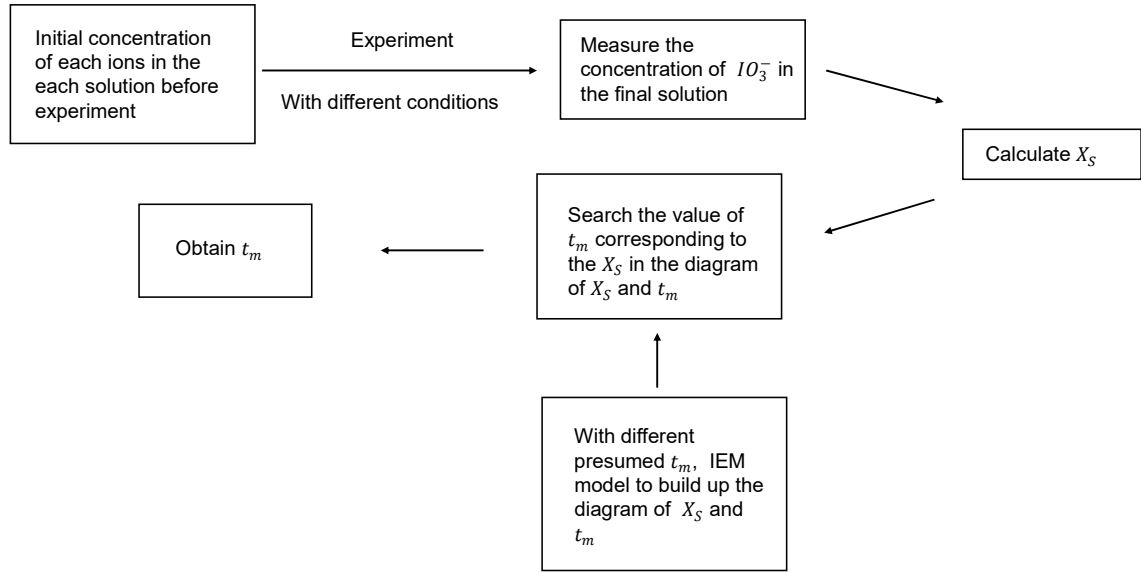 Initial concentration
of each ions in the
each solution before
experiment
Experiment
With different conditions
Measure the
concentration of $IO_3^-$ in
the final solution
Calculate $X_S$
Search the value of
$t_m$ corresponding to
the $X_S$ in the diagram
of $X_S$ and $t_m$
Obtain $t_m$
With different
presumed $t_m$, IEM
model to build up the
diagram of $X_S$ and
$t_m$